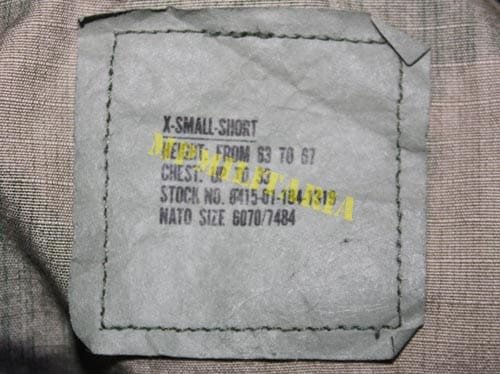 X-SMALL-SHORT
HEIGHT: FROM 63 TO 67
CHEST: UP TO 33
STOCK NO. 8415-01-184-1319
NATO SIZE 6070/7484